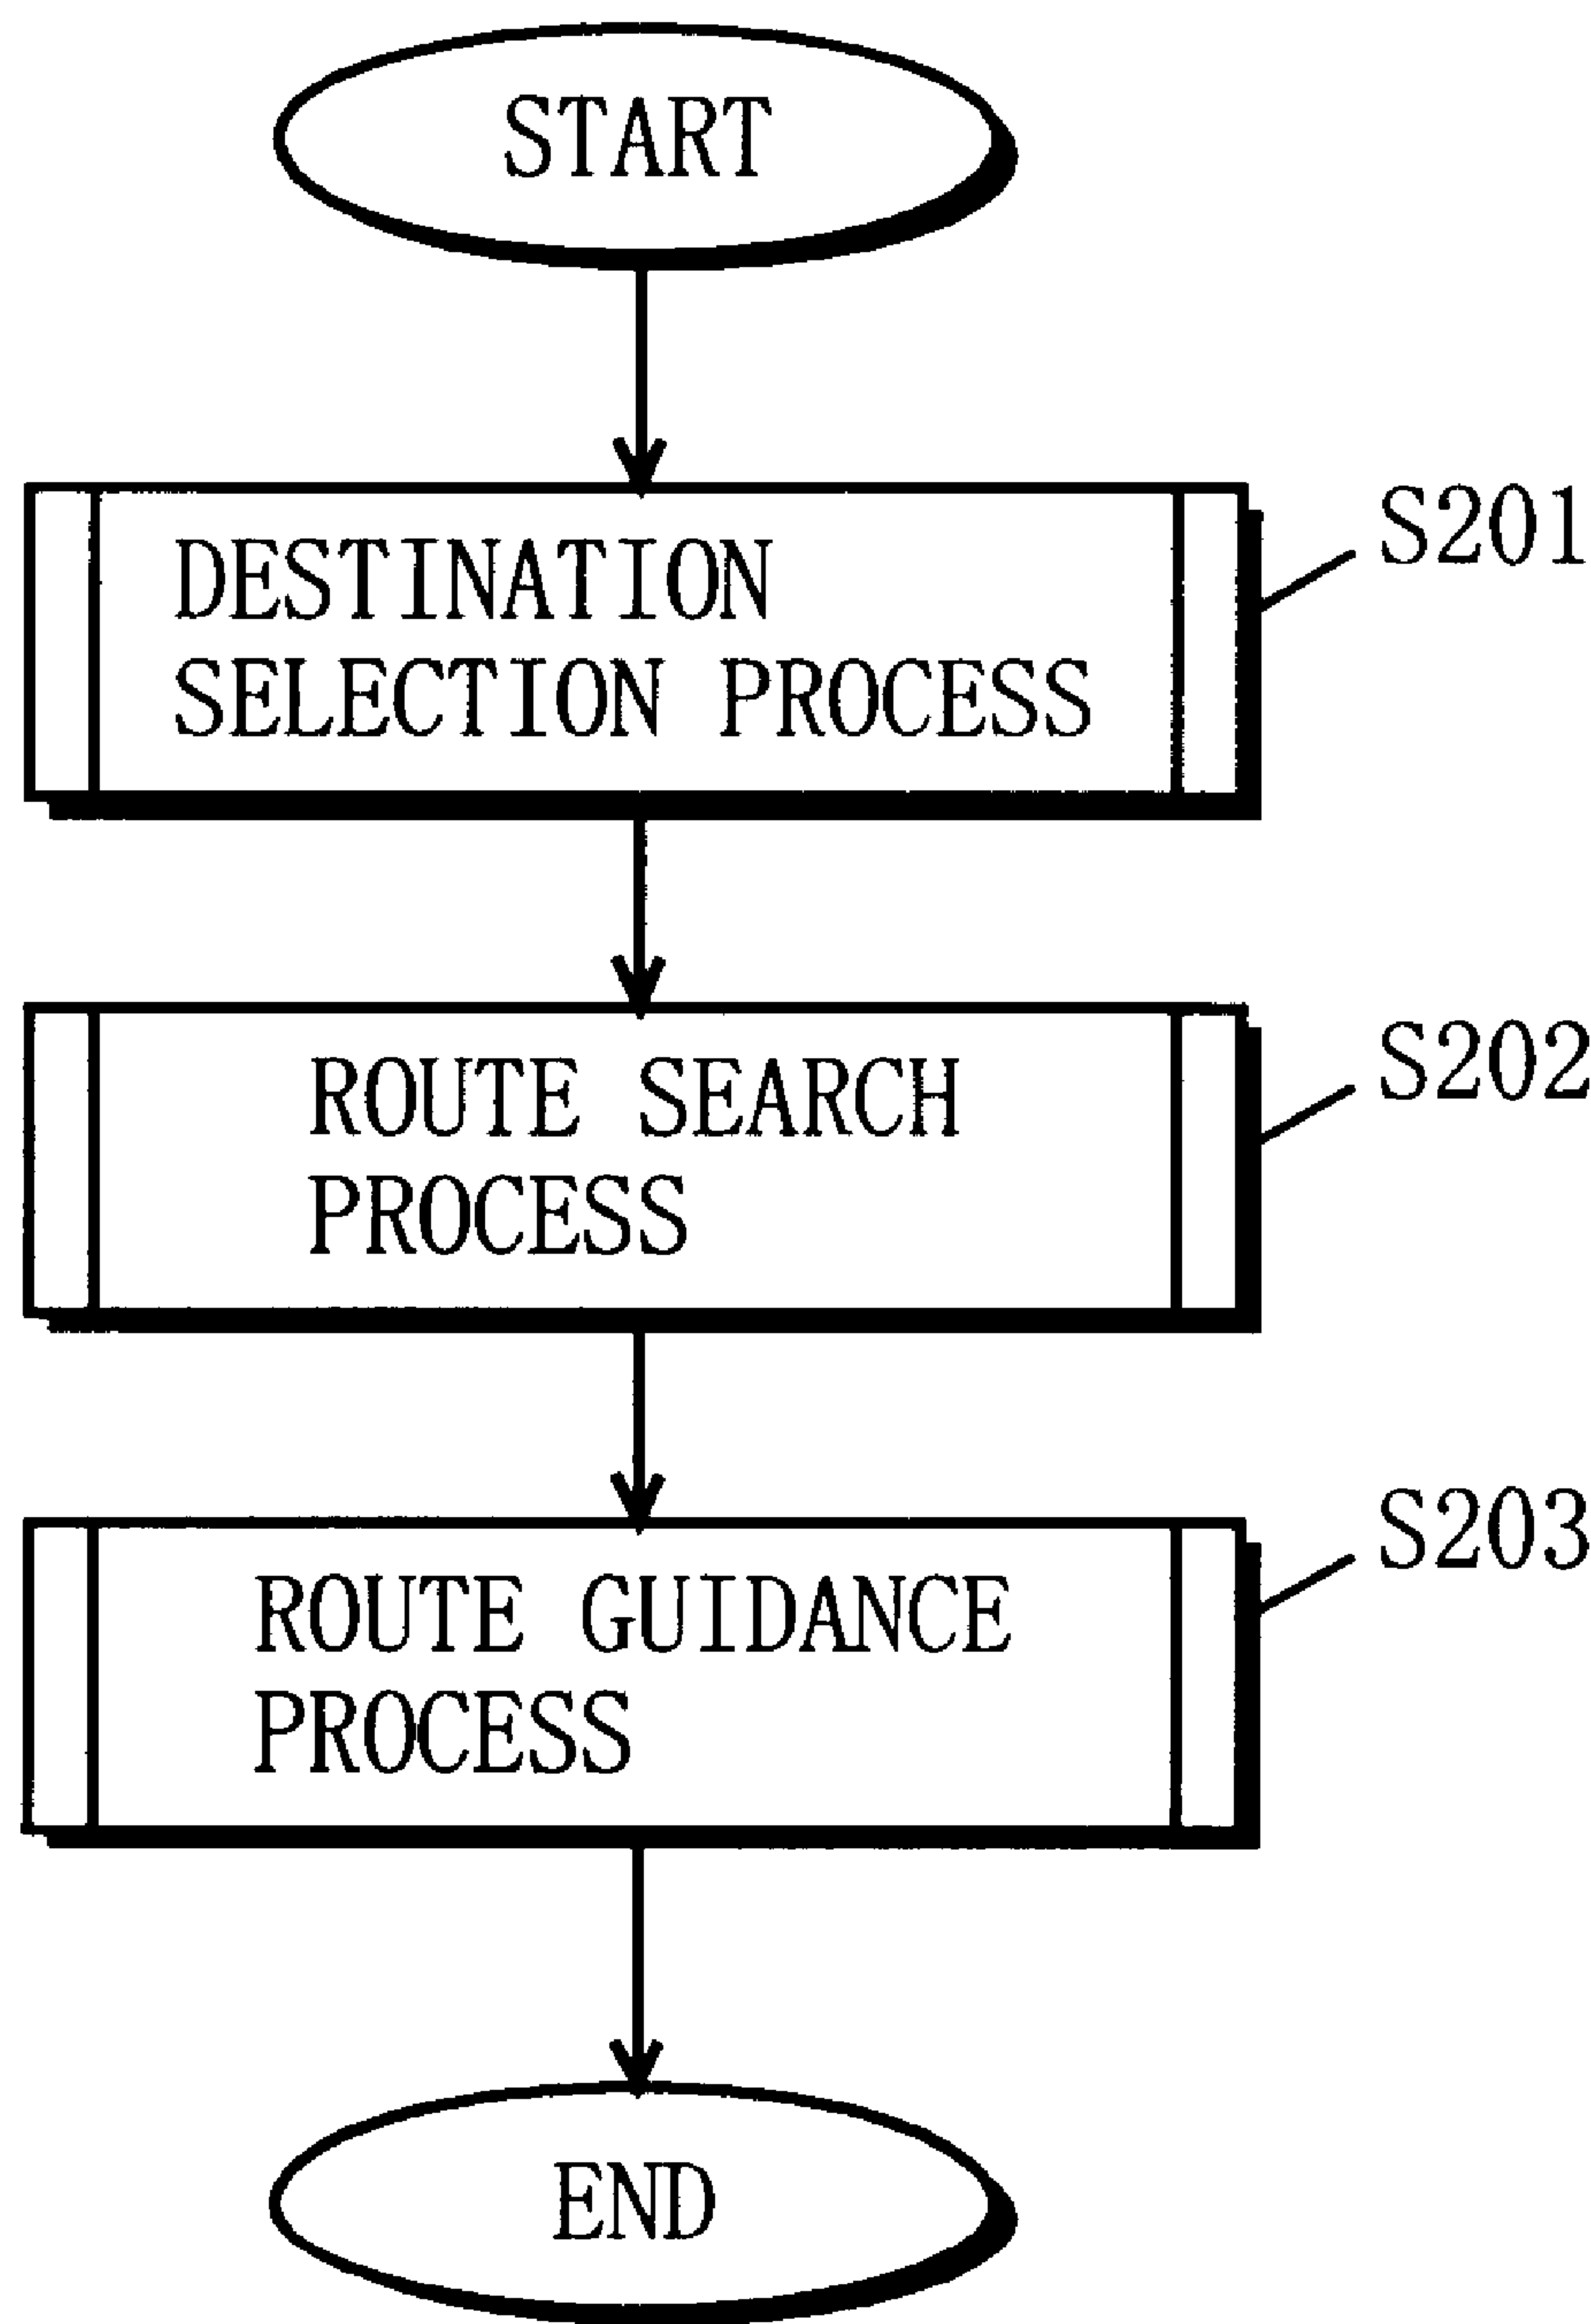 START
DESTINATION
SELECTION PROCESS
S201
ROUTE SEARCH
PROCESS
S202
ROUTE GUIDANCE
PROCESS
S203
END